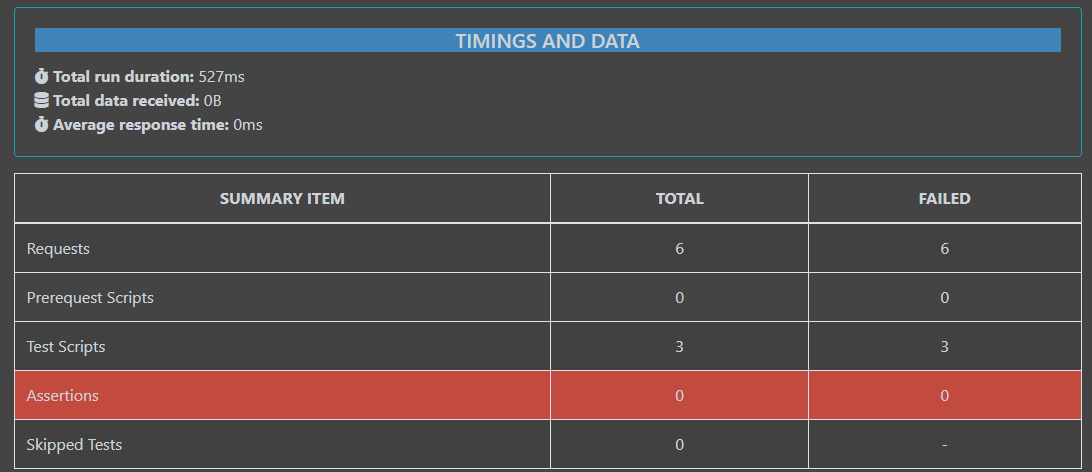 TIMINGS AND DATA
Total run duration: 527ms
Total data received: 0B
Average response time: 0ms
SUMMARY ITEM TOTAL FAILED
Requests 6 6
Prerequest Scripts 0 0
Test Scripts 3 3
Assertions 0 0
Skipped Tests 0 -